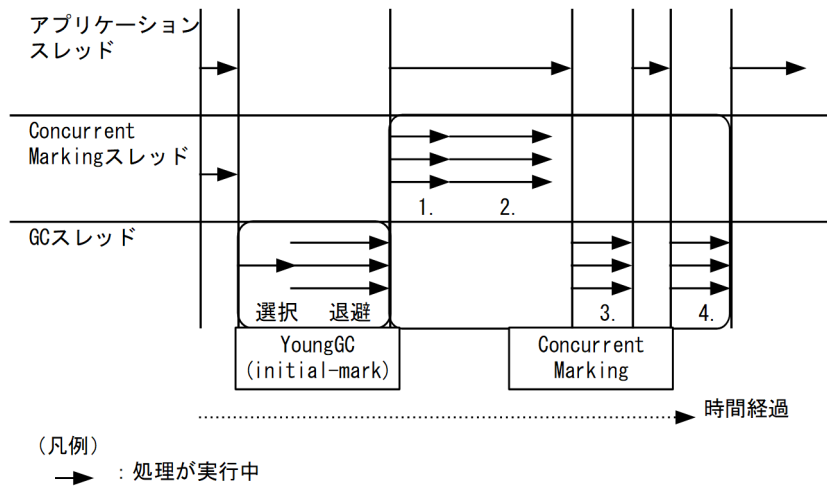 アプリケーション
スレッド
Concurrent
Markingスレッド
1.
2.
GCスレッド
選択
退避
3.
4.
YoungGC
(initial-mark)
Concurrent
Marking
時間経過
（凡例）
：処理が実行中